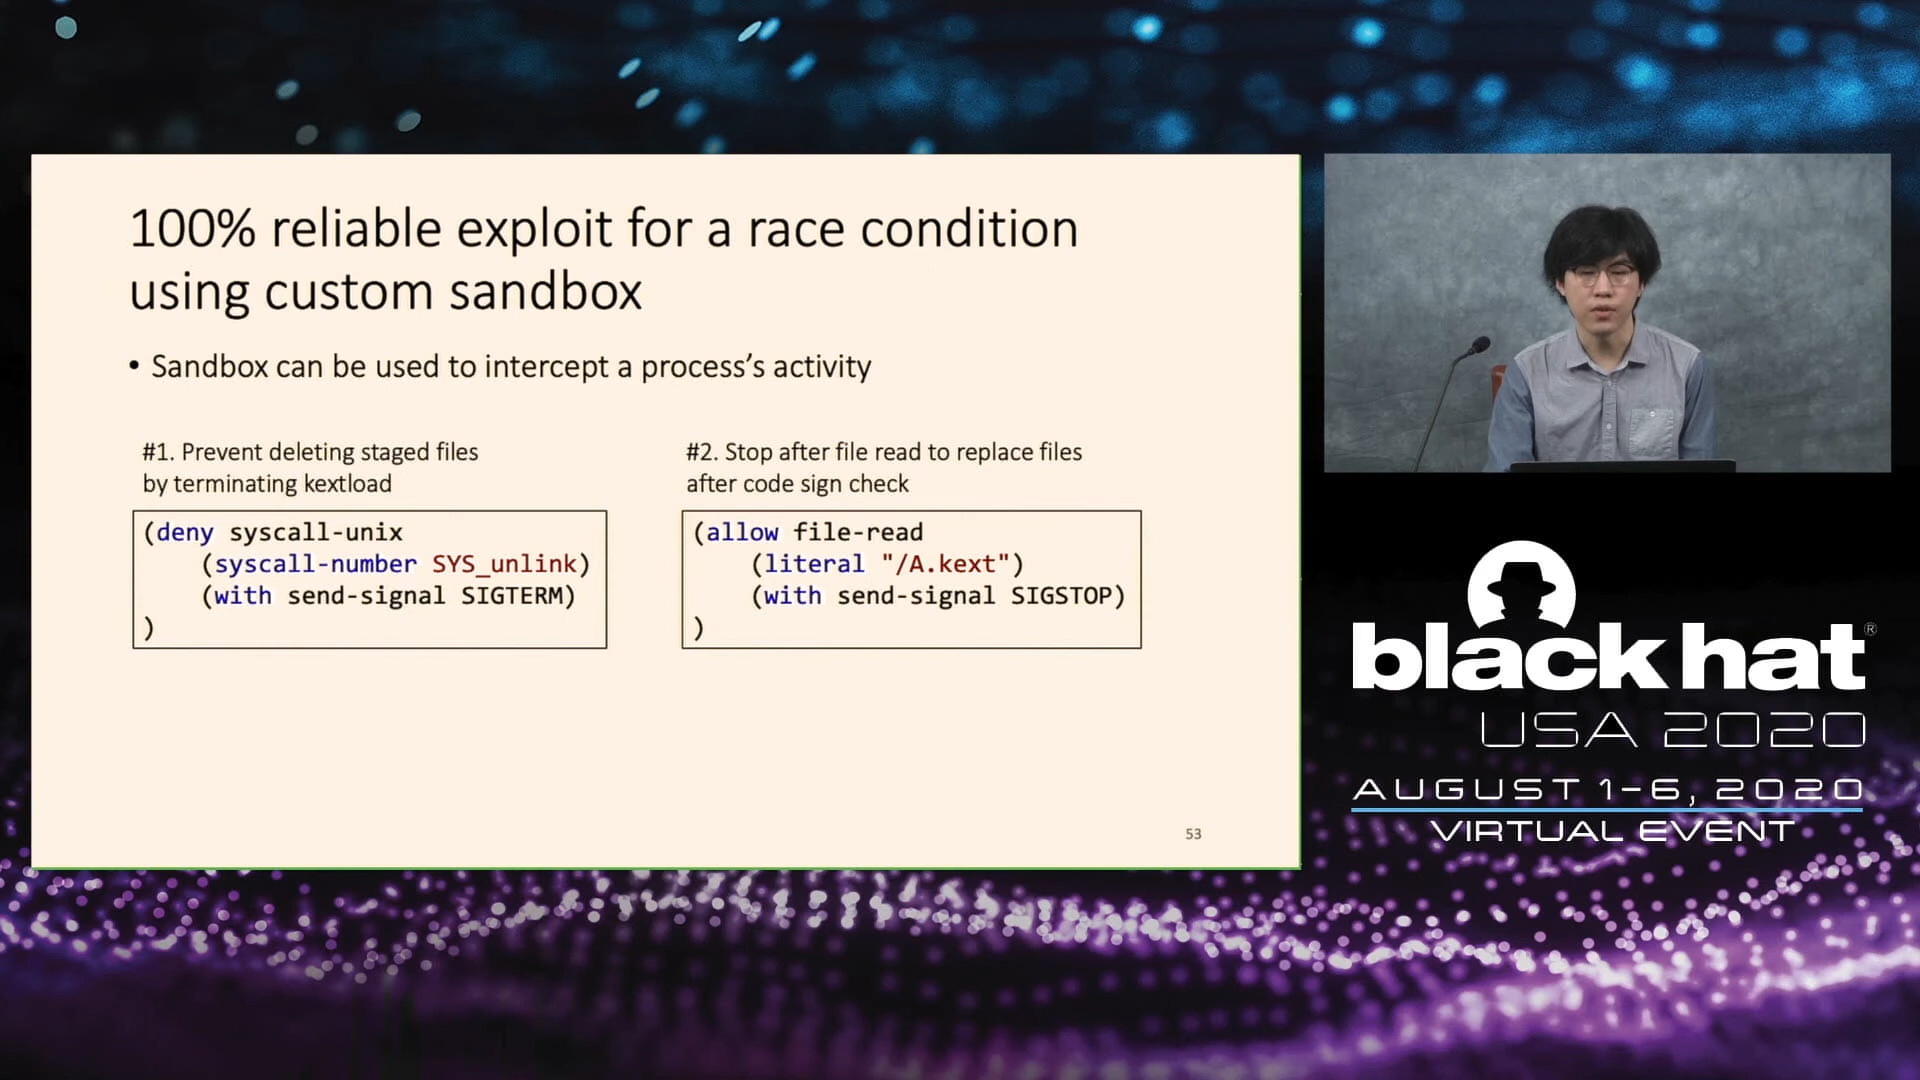 100% reliable exploit for a race condition
using custom sandbox
• Sandbox can be used to intercept a process’s activity
#1. Prevent deleting staged files
by terminating kextload
(deny syscall-unix
(syscall-number SYS_unlink)
(with send-signal SIGTERM)
)
#2. Stop after file read to replace files
after code sign check
(allow file-read
(literal "/A.kext")
(with send-signal SIGSTOP)
)
53
black hat®
USA 2020
AUGUST 1-6, 2020
VIRTUAL EVENT